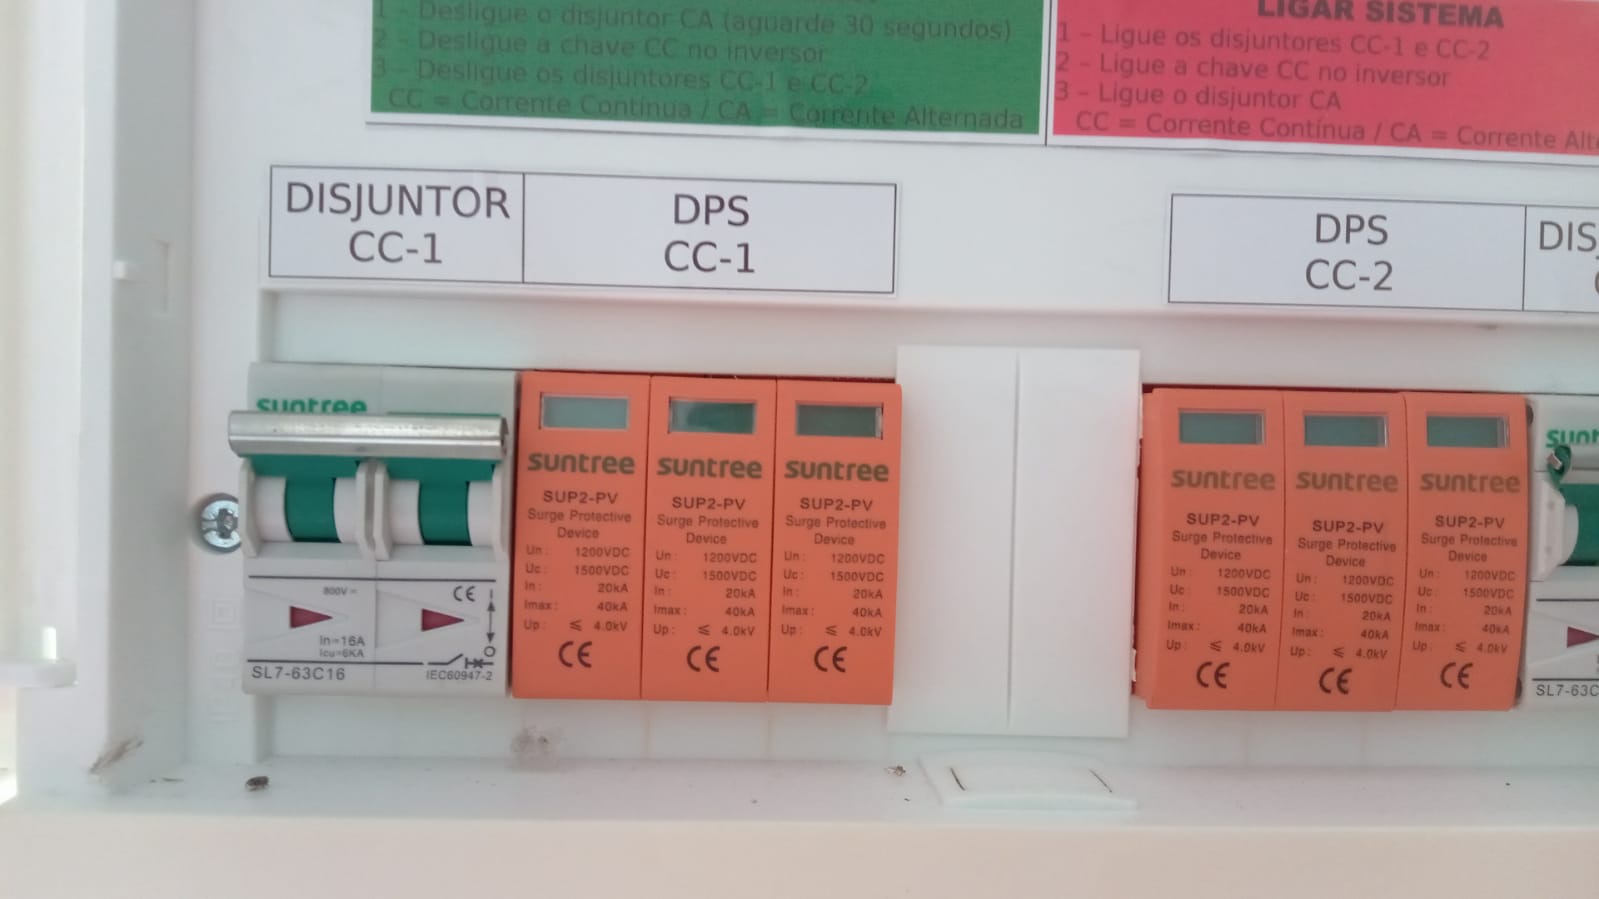 1 - Desligue o disjuntor CA (aguarde 30 segundos)
2 - Desligue a chave CC no inversor
3 - Desligue os disjuntores CC-1 e CC-2
CC = Corrente Contínua / CA = Corrente Alternada
LIGAR SISTEMA
1 - Ligue os disjuntores CC-1 e CC-2
2 - Ligue a chave CC no inversor
3 - Ligue o disjuntor CA
CC = Corrente Contínua / CA = Corrente
DISJUNTOR
CC-1
DPS
CC-1
DPS
CC-2
suntree
800V
CE
In=16A
Icu=6KA
SL7-63C16
IEC60947-2
suntree
SUP2-PV
Surge Protective
Device
Un: 1200VDC
Uc: 1500VDC
In: 20kA
Imax: 40kA
Up: ≤ 4.0kV
CE
suntree
SUP2-PV
Surge Protective
Device
Un: 1200VDC
Uc: 1500VDC
In: 20kA
Imax: 40kA
Up: ≤ 4.0kV
CE
suntree
SUP2-PV
Surge Protective
Device
Un: 1200VDC
Uc: 1500VDC
In: 20kA
Imax: 40kA
Up: ≤ 4.0kV
CE
suntree
SUP2-PV
Surge Protective
Device
Un: 1200VDC
Uc: 1500VDC
In: 20kA
Imax: 40kA
Up: ≤ 4.0kV
CE
suntree
SUP2-PV
Surge Protective
Device
Un: 1200VDC
Uc: 1500VDC
In: 20kA
Imax: 40kA
Up: ≤ 4.0kV
CE
suntree
SUP2-PV
Surge Protective
Device
Un: 1200VDC
Uc: 1500VDC
In: 20kA
Imax: 40kA
Up: ≤ 4.0kV
CE
SL7-63C